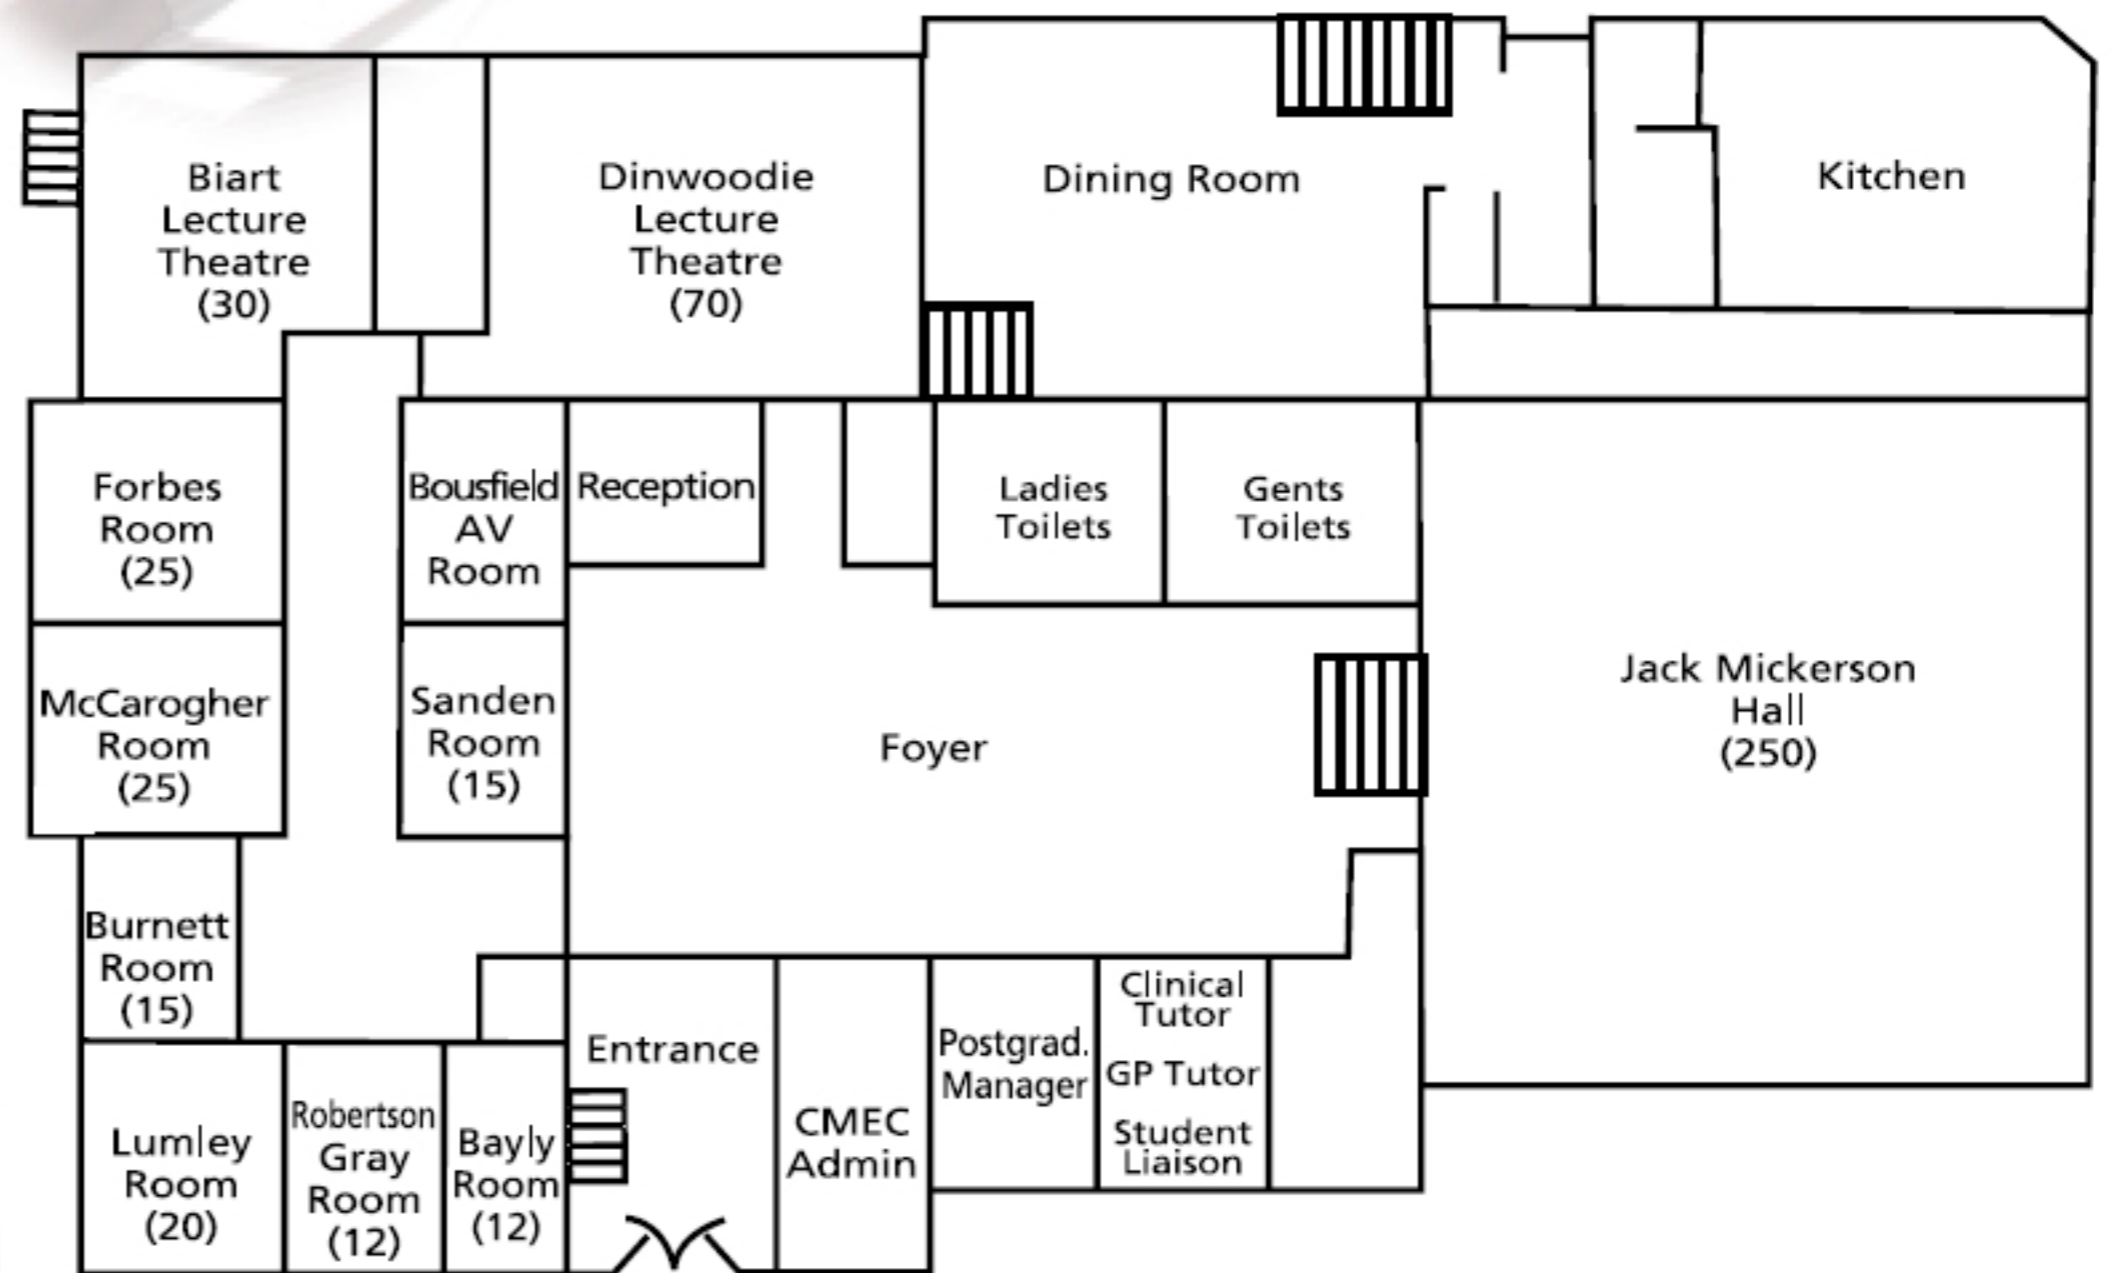 Biart
Lecture
Theatre
(30)
Dinwoodie
Lecture
Theatre
(70)
Dining Room
Kitchen
Forbes
Room
(25)
Bousfield
AV
Room
Reception
Ladies
Toilets
Gents
Toilets
McCarogher
Room
(25)
Sanden
Room
(15)
Foyer
Jack Mickerson
Hall
(250)
Burnett
Room
(15)
Lumley
Room
(20)
Robertson
Gray
Room
(12)
Bayly
Room
(12)
Entrance
CMEC
Admin
Postgrad.
Manager
Clinical
Tutor
GP Tutor
Student
Liaison